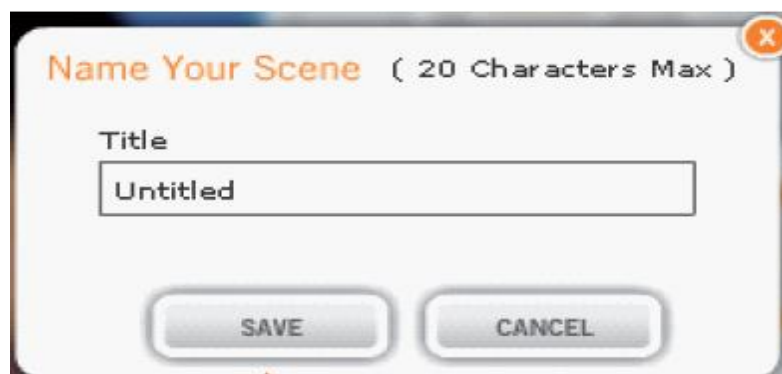 Name Your Scene ( 20 Characters Max )
Title
Untitled
SAVE CANCEL